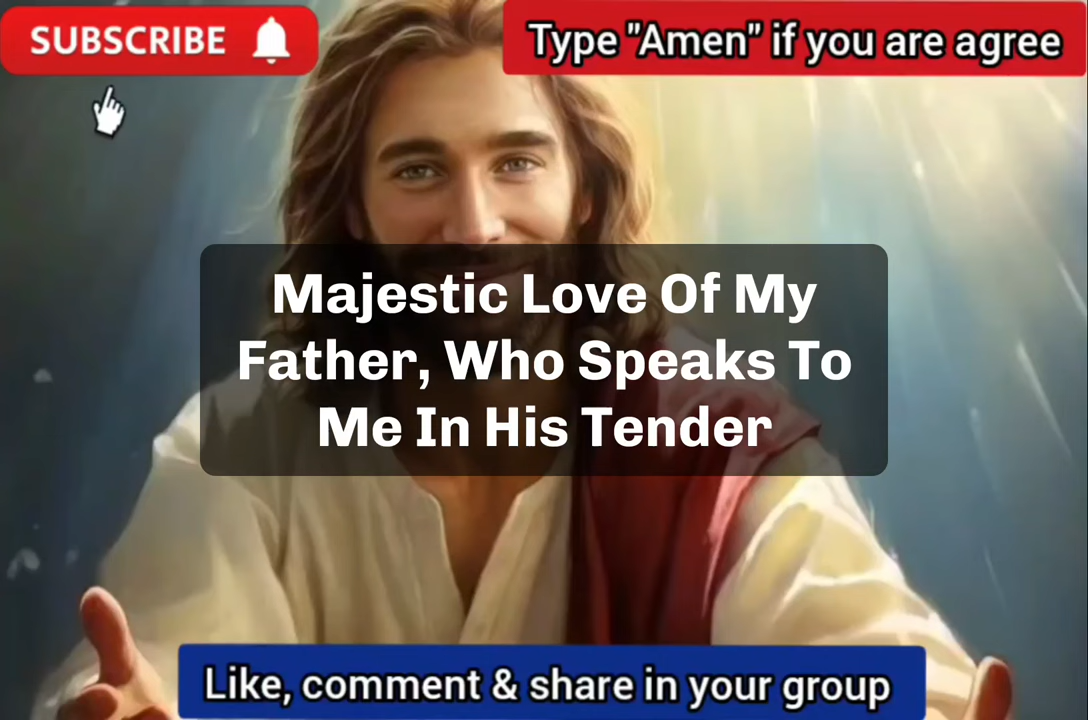 SUBSCRIBE
Type "Amen" if you are agree
Majestic Love Of My
Father, Who Speaks To
Me In His Tender
Like, comment & share in your group